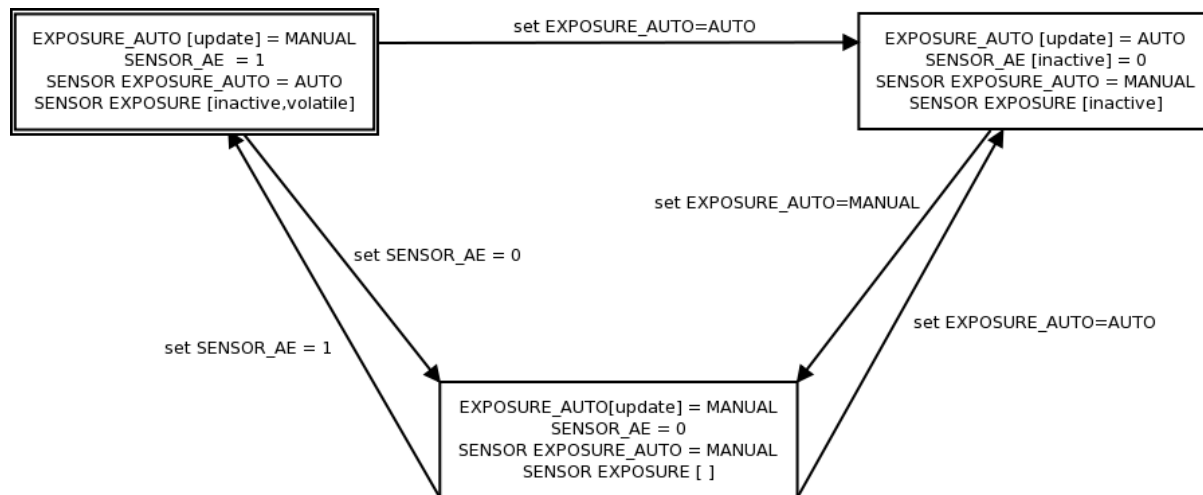 EXPOSURE_AUTO [update] = MANUAL
SENSOR_AE  = 1
SENSOR EXPOSURE_AUTO = AUTO
SENSOR EXPOSURE [inactive,volatile]
set EXPOSURE_AUTO=AUTO
EXPOSURE_AUTO [update] = AUTO
SENSOR_AE [inactive] = 0
SENSOR EXPOSURE_AUTO = MANUAL
SENSOR EXPOSURE [inactive]
set EXPOSURE_AUTO=MANUAL
set SENSOR_AE = 0
set EXPOSURE_AUTO=AUTO
set SENSOR_AE = 1
EXPOSURE_AUTO[update] = MANUAL
SENSOR_AE = 0
SENSOR EXPOSURE_AUTO = MANUAL
SENSOR EXPOSURE [ ]